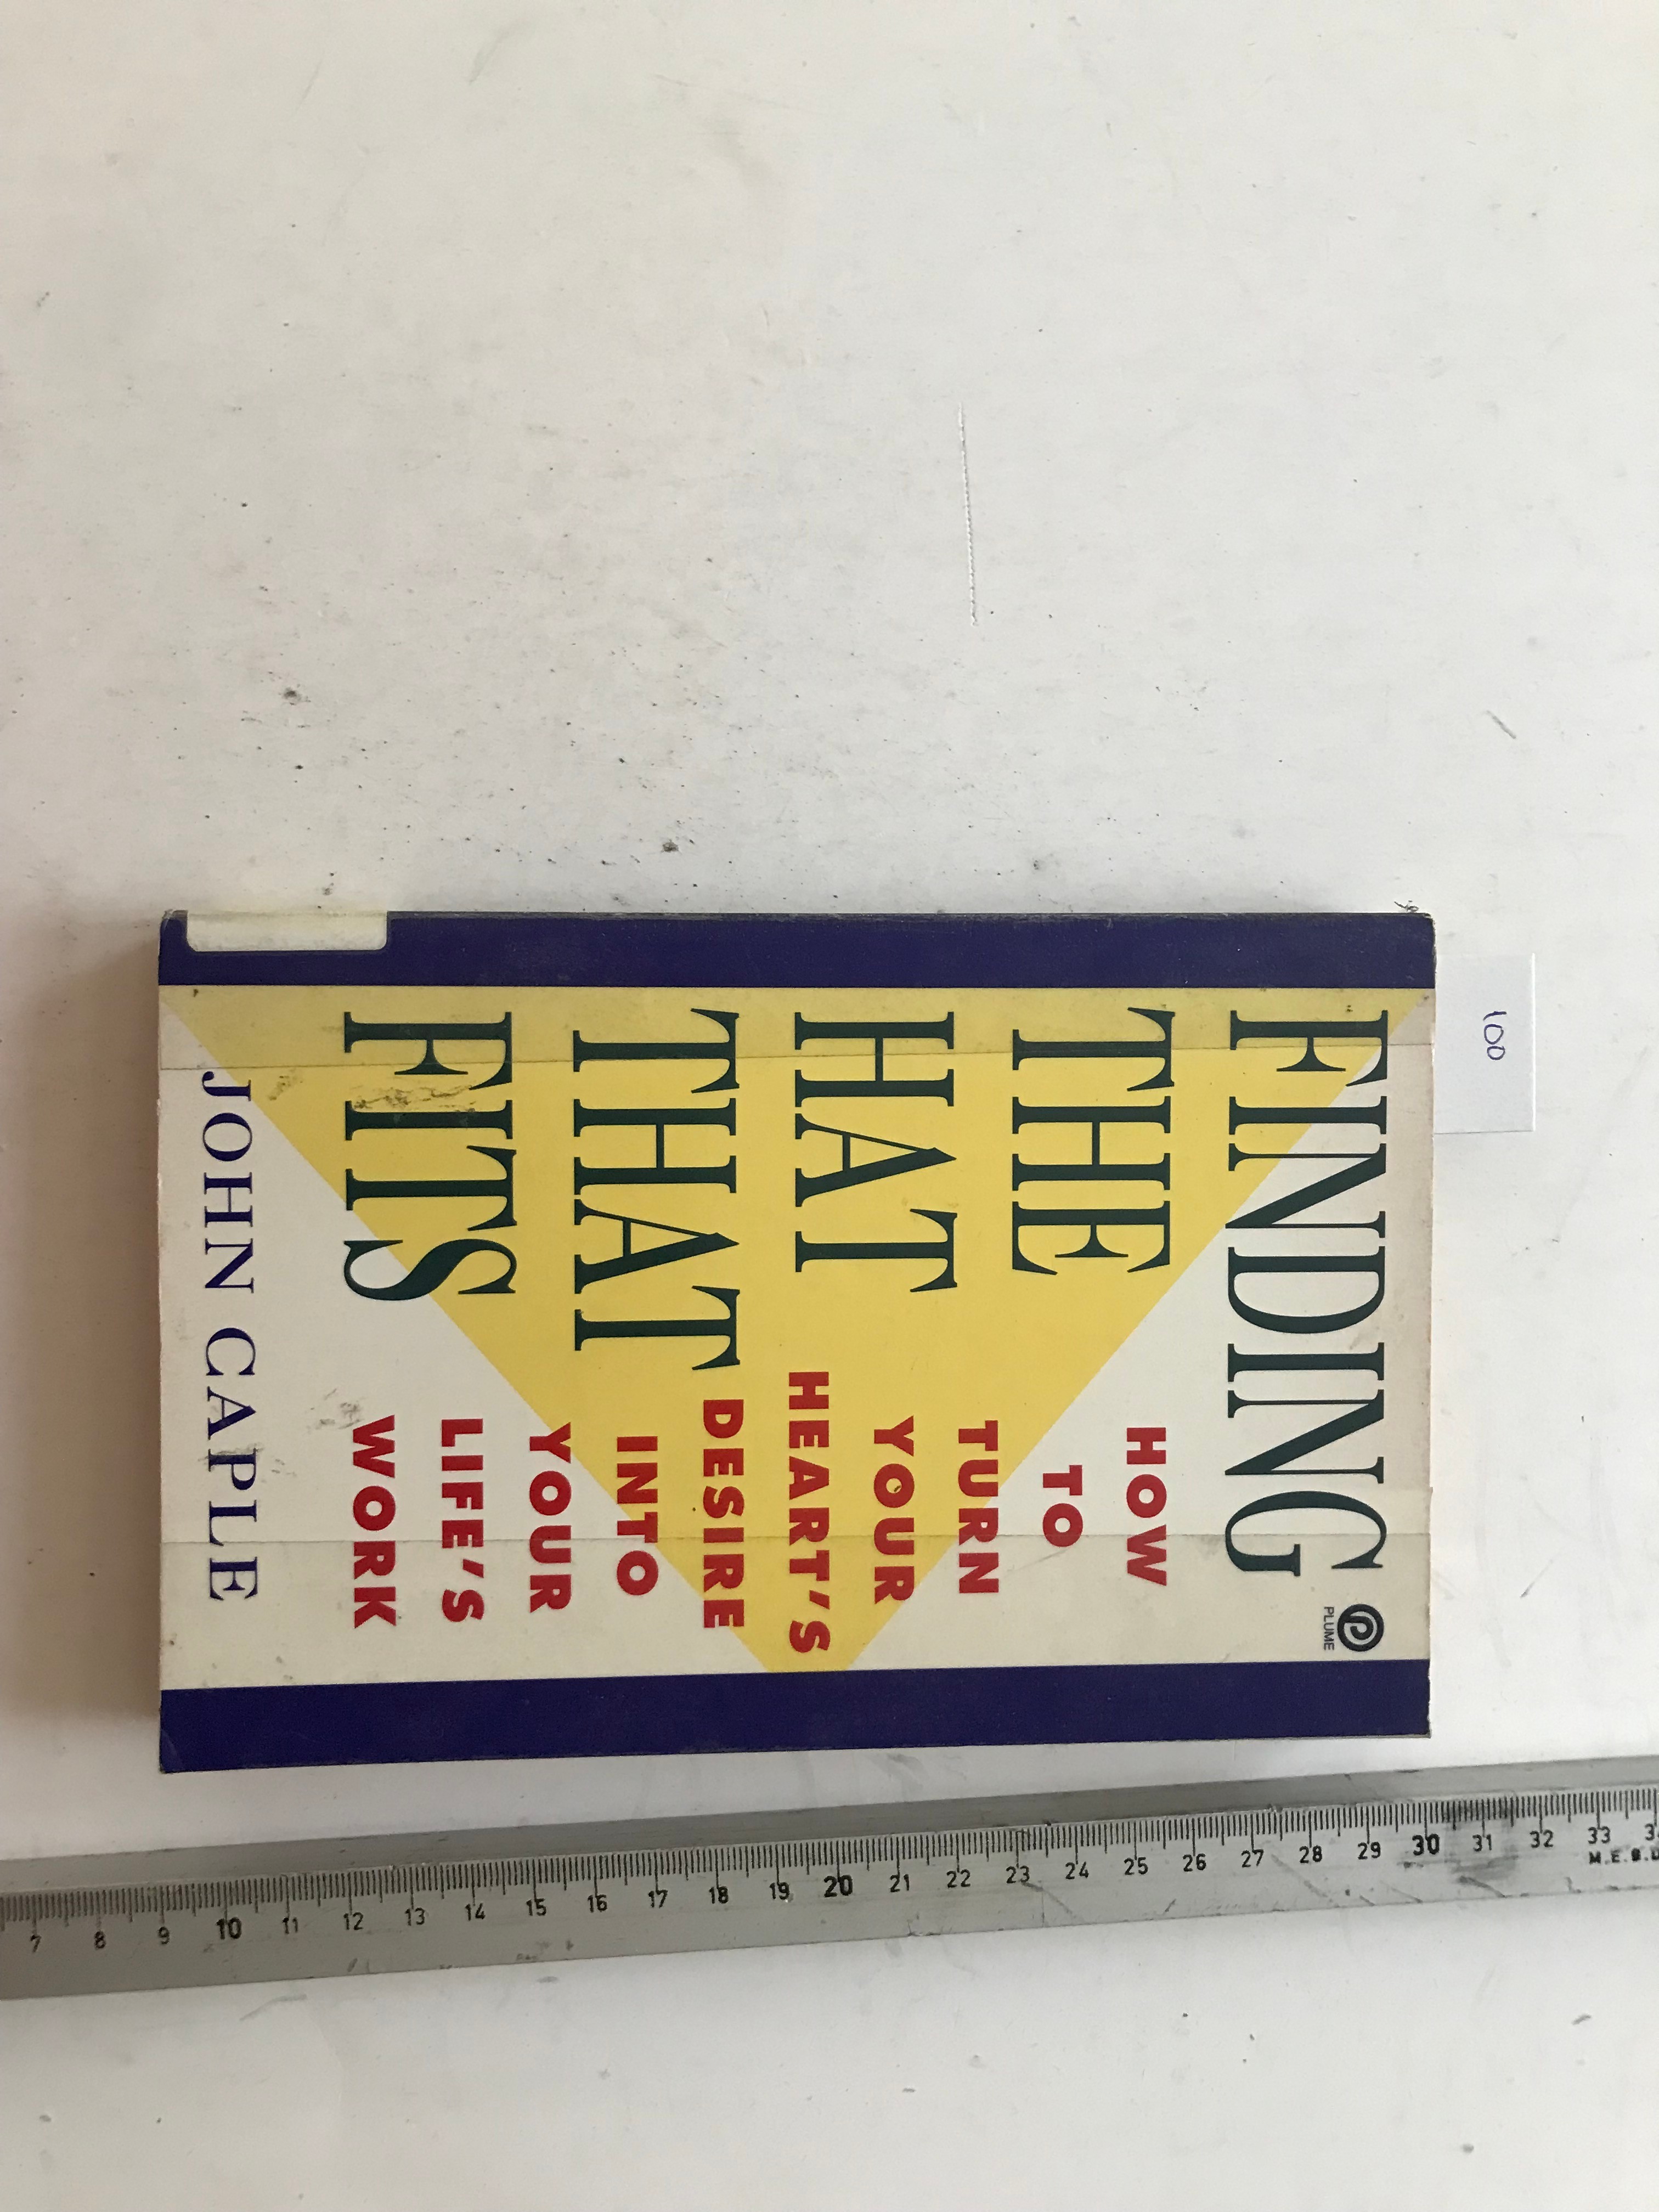 100
FINDING
THE
HAT
THAT
FITS
PLUME
HOW
TO
TURN
YOUR
HEART'S
DESIRE
INTO
YOUR
LIFE'S
WORK
JOHN CAPLE
7 8 9 10 11 12 13 14 15 16 17 18 19 20 21 22 23 24 25 26 27 28 29 30 31 32 33